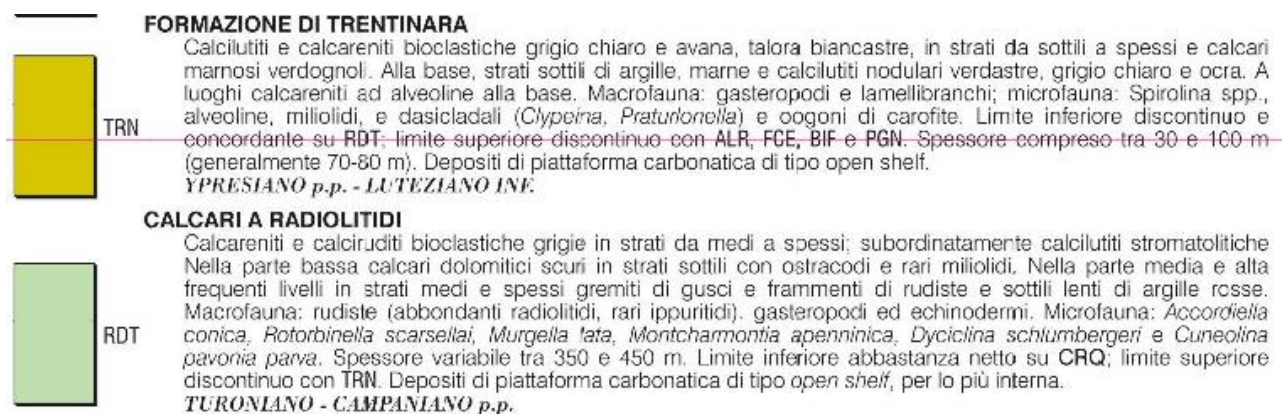 FORMAZIONE DI TRENTINARA
Calcilutiti e calcareniti bioclastiche grigio chiaro e avana, talora biancastre, in strati da sottili a spessi e calcari
marnosi verdognoli. Alla base, strati sottili di argille, marne e calcilutiti nodulari verdastre, grigio chiaro e ocra. A
luoghi calcareniti ad alveoline alla base. Macrofauna: gasteropodi e lamellibranchi; microfauna: Spirolina spp.,
alveoline, miliolidi, e dasicladali (Clypeina, Praturlonella) e oogoni di carofite. Limite inferiore discontinuo e
TRN
concordante su RDT; limite superiore discontinuo con ALR, FCE, BIF e PGN. Spessore compreso tra 30 e 100 m
(generalmente 70-80 m). Depositi di piattaforma carbonatica di tipo open shelf.
YPRESIANO p.p. - LUTEZIANO INF.
CALCARI A RADIOLITIDI
Calcareniti e calciruditi bioclastiche grigie in strati da medi a spessi; subordinatamente calcilutiti stromatolitiche
Nella parte bassa calcari dolomitici scuri in strati sottili con ostracodi e rari miliolidi. Nella parte media e alta
frequenti livelli in strati medi e spessi gremiti di gusci e frammenti di rudiste e sottili lenti di argille rosse.
Macrofauna: rudiste (abbondanti radiolitidi, rari ippuritidi). gasteropodi ed echinodermi. Microfauna: Accordiella
RDT
conica, Rotorbinella scarsellai, Murgella lata, Montcharmontia apenninica, Dyciclina schlumbergeri e Cuneolina
pavonia parva. Spessore variabile tra 350 e 450 m. Limite inferiore abbastanza netto su CRQ; limite superiore
discontinuo con TRN. Depositi di piattaforma carbonatica di tipo open shelf, per lo più interna.
TURONIANO - CAMPANIANO p.p.